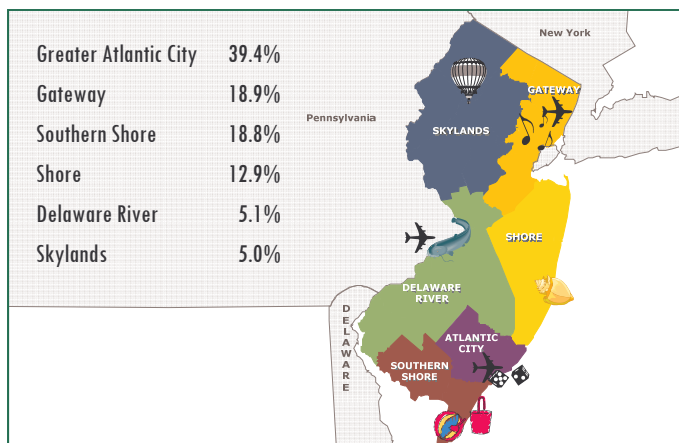 Greater Atlantic City 39.4%
Gateway 18.9%
Southern Shore 18.8%
Shore 12.9%
Delaware River 5.1%
Skylands 5.0%
New York
Pennsylvania
GATEWAY
SKYLANDS
SHORE
DELAWARE
RIVER
ATLANTIC
CITY
SOUTHERN
SHORE
DELAWARE